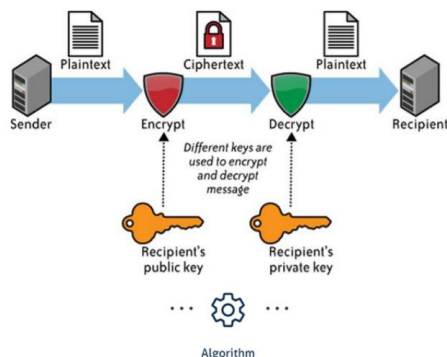 Plaintext
Ciphertext
Plaintext
Sender
Encrypt
Decrypt
Recipient
Different keys are
used to encrypt
and decrypt
message
Recipient's
public key
Recipient's
private key
Algorithm